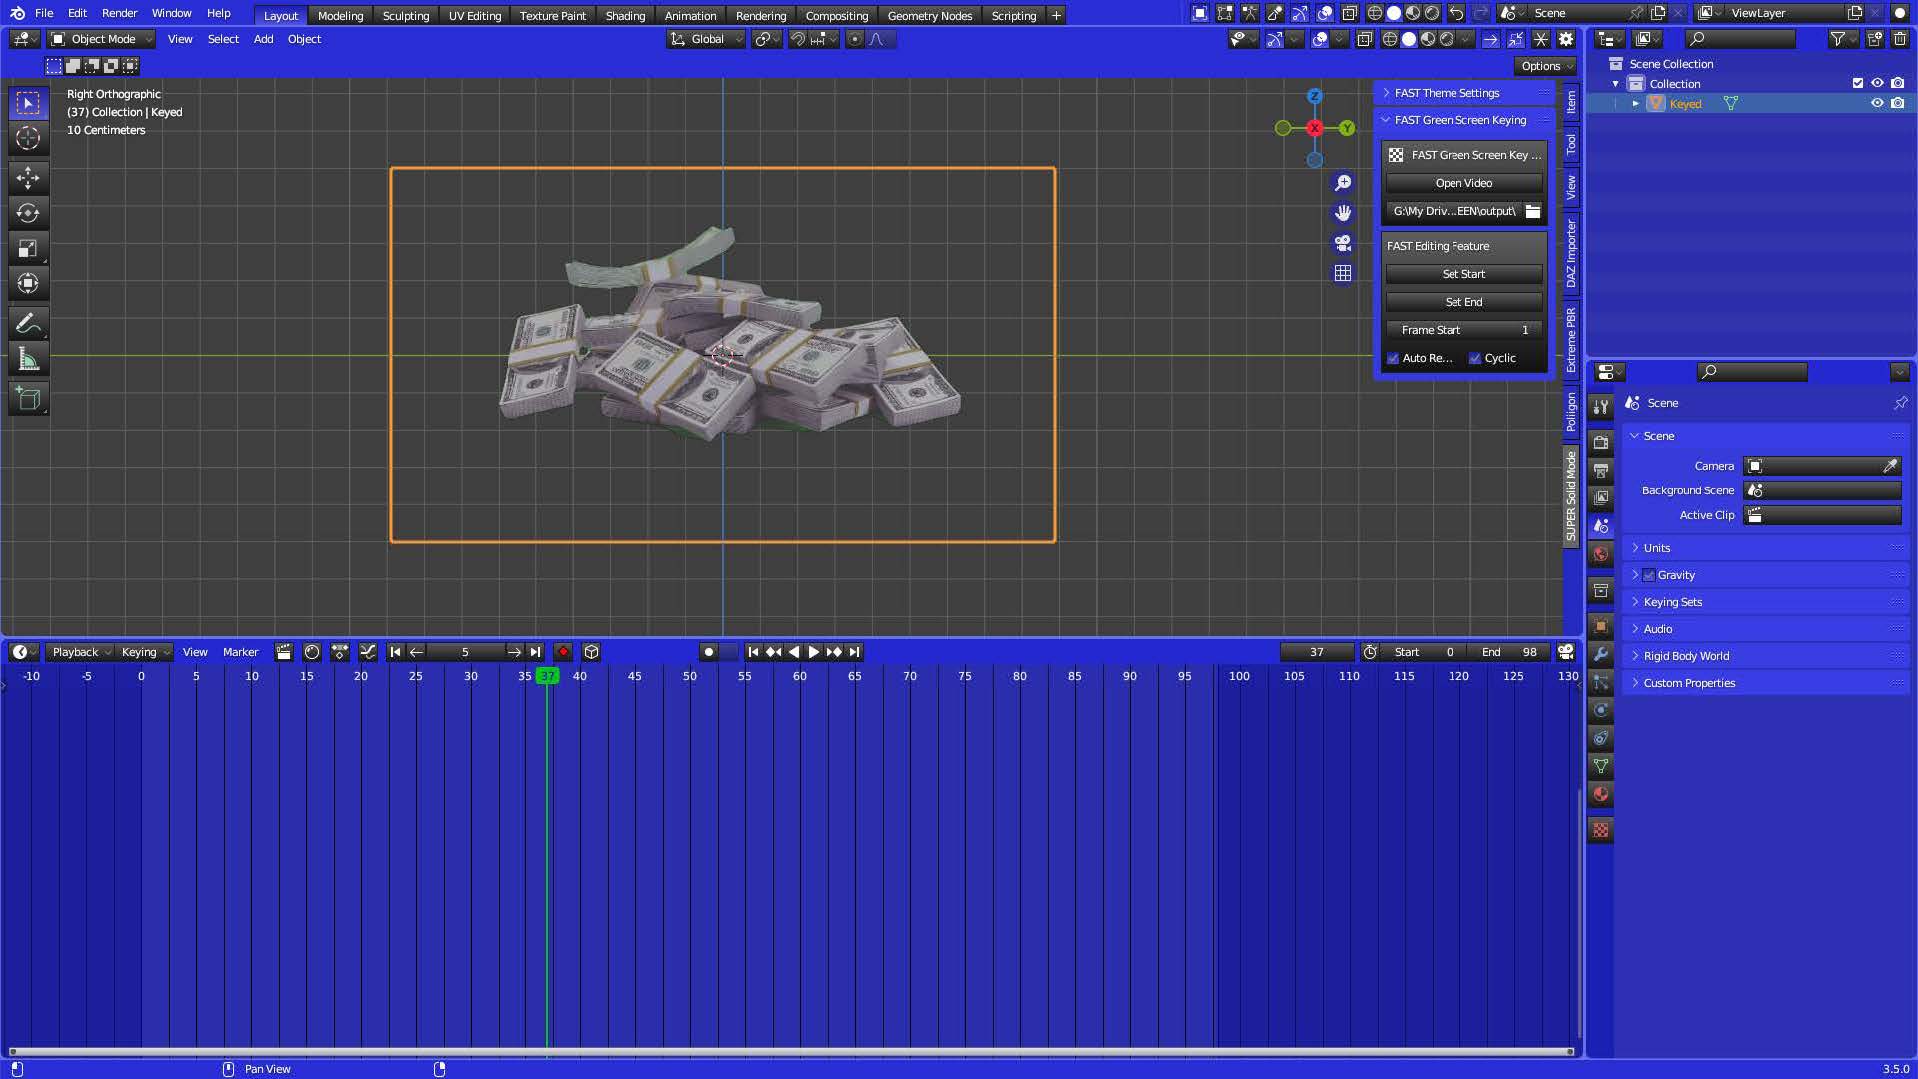 File Edit Render Window Help Layout Modeling Sculpting UV Editing Texture Paint Shading Animation Rendering Compositing Geometry Nodes Scripting + Scene ViewLayer
Object Mode View Select Add Object Global
Options
Right Orthographic
(37) Collection | Keyed
10 Centimeters
Z
X
Y
FAST Theme Settings
FAST Green Screen Keying
FAST Green Screen Key ...
Open Video
G:\My Driv...EEN\output\
FAST Editing Feature
Set Start
Set End
Frame Start 1
Auto Re... Cyclic
Item
Tool
View
DAZ Importer
Extreme PBR
Poliigon
SUPER Solid Mode
Scene Collection
Collection
Keyed
Scene
Scene
Camera
Background Scene
Active Clip
Units
Gravity
Keying Sets
Audio
Rigid Body World
Custom Properties
Playback Keying View Marker 5 37 Start 0 End 98
-10 -5 0 5 10 15 20 25 30 35 37 40 45 50 55 60 65 70 75 80 85 90 95 100 105 110 115 120 125 130
Pan View
3.5.0